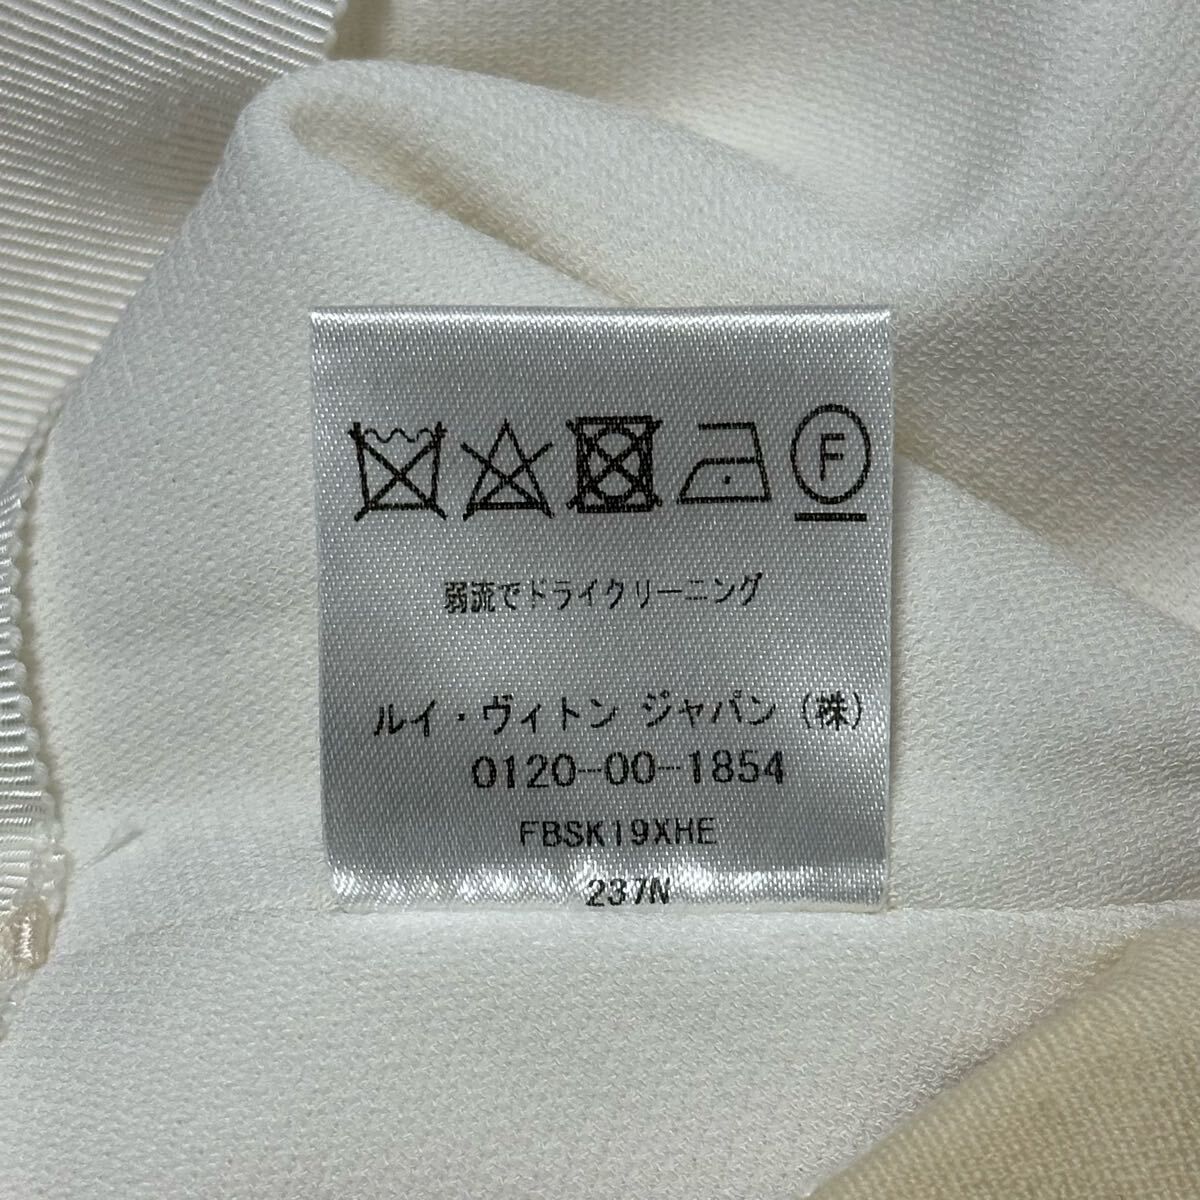 F
弱流でドライクリーニング
ルイ・ヴィトン ジャパン (株)
0120-00-1854
FBSK19XHE
237N